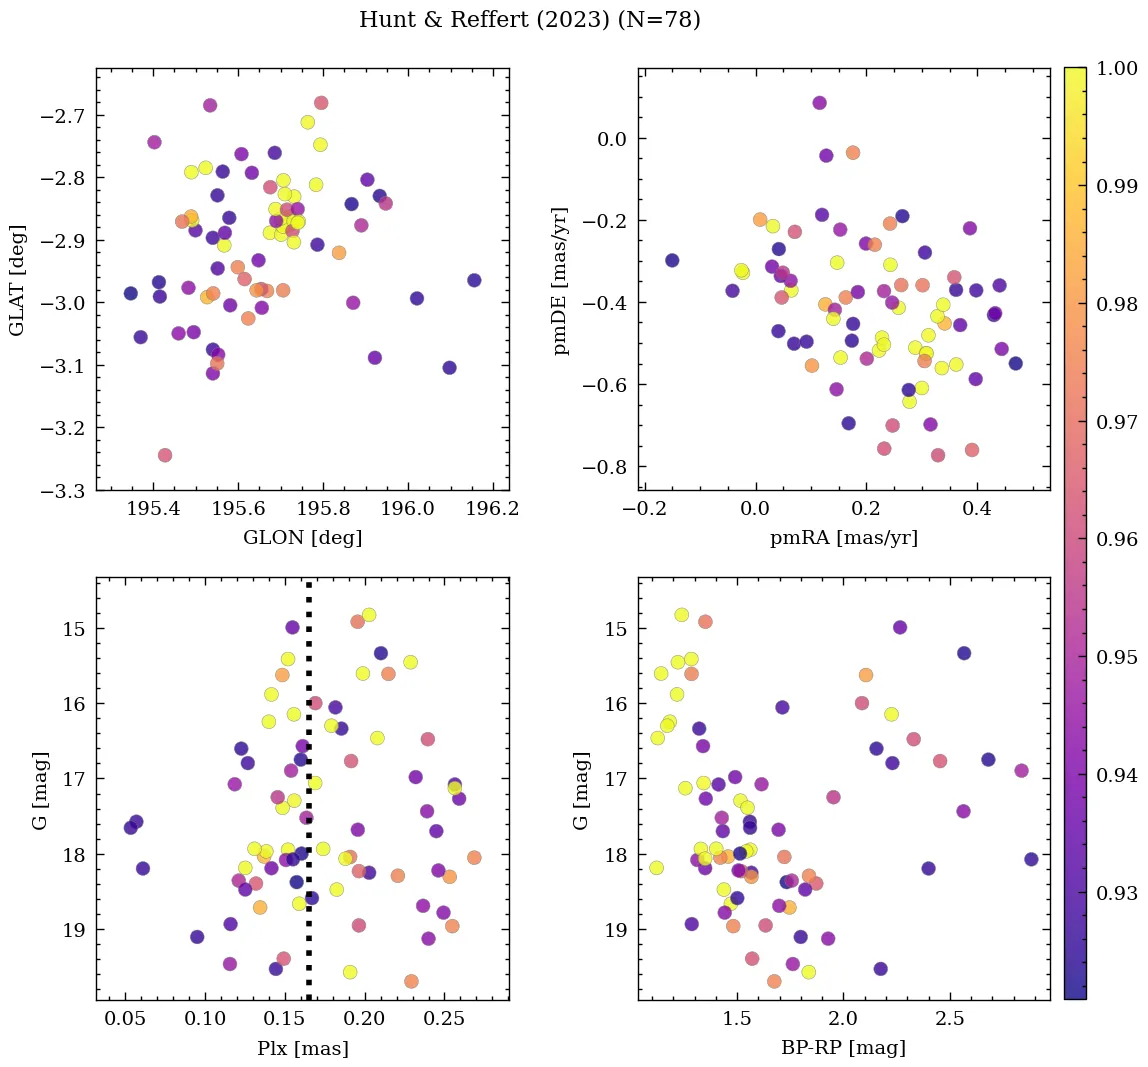 Hunt & Reffert (2023) (N=78)
−2.7
−2.8
−2.9
−3.0
−3.1
−3.2
−3.3
GLAT [deg]
195.4 195.6 195.8 196.0 196.2
GLON [deg]
0.0
−0.2
−0.4
−0.6
−0.8
pmDE [mas/yr]
−0.2 0.0 0.2 0.4
pmRA [mas/yr]
15
16
17
18
19
G [mag]
0.05 0.10 0.15 0.20 0.25
Plx [mas]
15
16
17
18
19
G [mag]
1.5 2.0 2.5
BP-RP [mag]
1.00
0.99
0.98
0.97
0.96
0.95
0.94
0.93